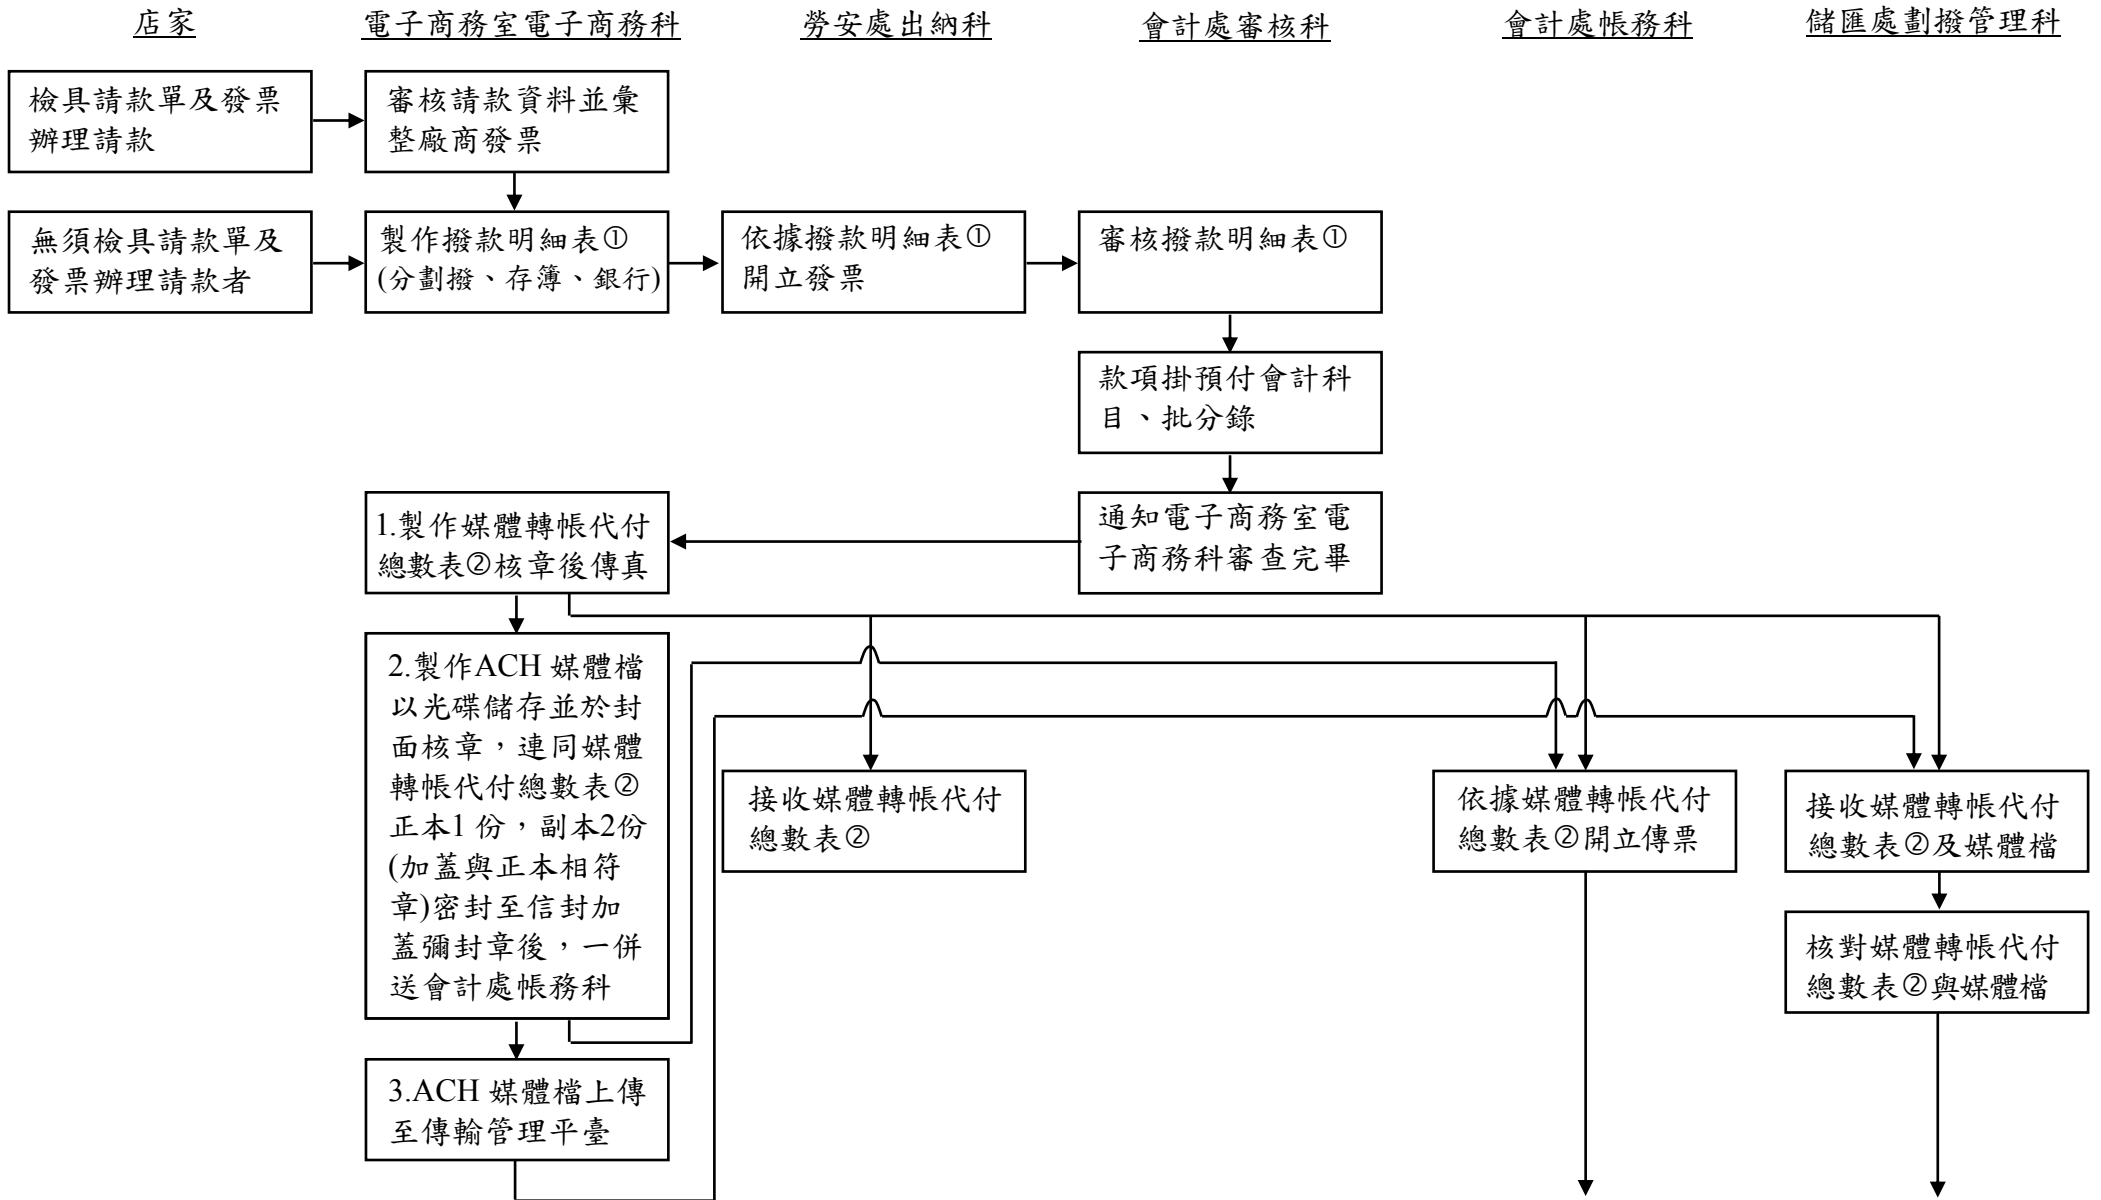 店家
電子商務室電子商務科
勞安處出納科
會計處審核科
會計處帳務科
儲匯處劃撥管理科
檢具請款單及發票
辦理請款
審核請款資料並彙
整廠商發票
無須檢具請款單及
發票辦理請款者
製作撥款明細表①
(分劃撥、存簿、銀行)
依據撥款明細表①
開立發票
審核撥款明細表①
款項掛預付會計科
目、批分錄
通知電子商務室電
子商務科審查完畢
1.製作媒體轉帳代付
總數表②核章後傳真
2.製作ACH 媒體檔
以光碟儲存並於封
面核章，連同媒體
轉帳代付總數表②
正本1 份，副本2份
(加蓋與正本相符
章)密封至信封加
蓋彌封章後，一併
送會計處帳務科
接收媒體轉帳代付
總數表②
依據媒體轉帳代付
總數表②開立傳票
接收媒體轉帳代付
總數表②及媒體檔
核對媒體轉帳代付
總數表②與媒體檔
3.ACH 媒體檔上傳
至傳輸管理平臺